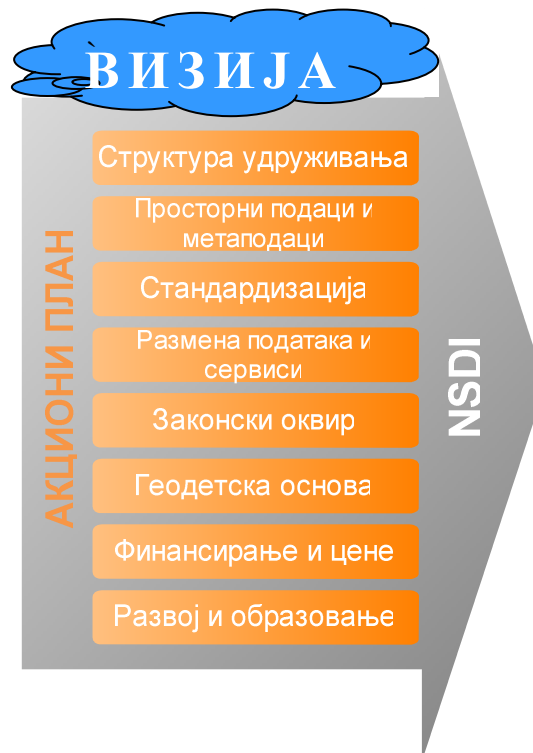 ВИЗИЈА
АКЦИОНИ ПЛАН
Структура удруживања
Просторни подаци и
метаподаци
Стандардизација
Размена података и
сервиси
Законски оквир
Геодетска основа
Финансирање и цене
Развој и образовање
NSDI